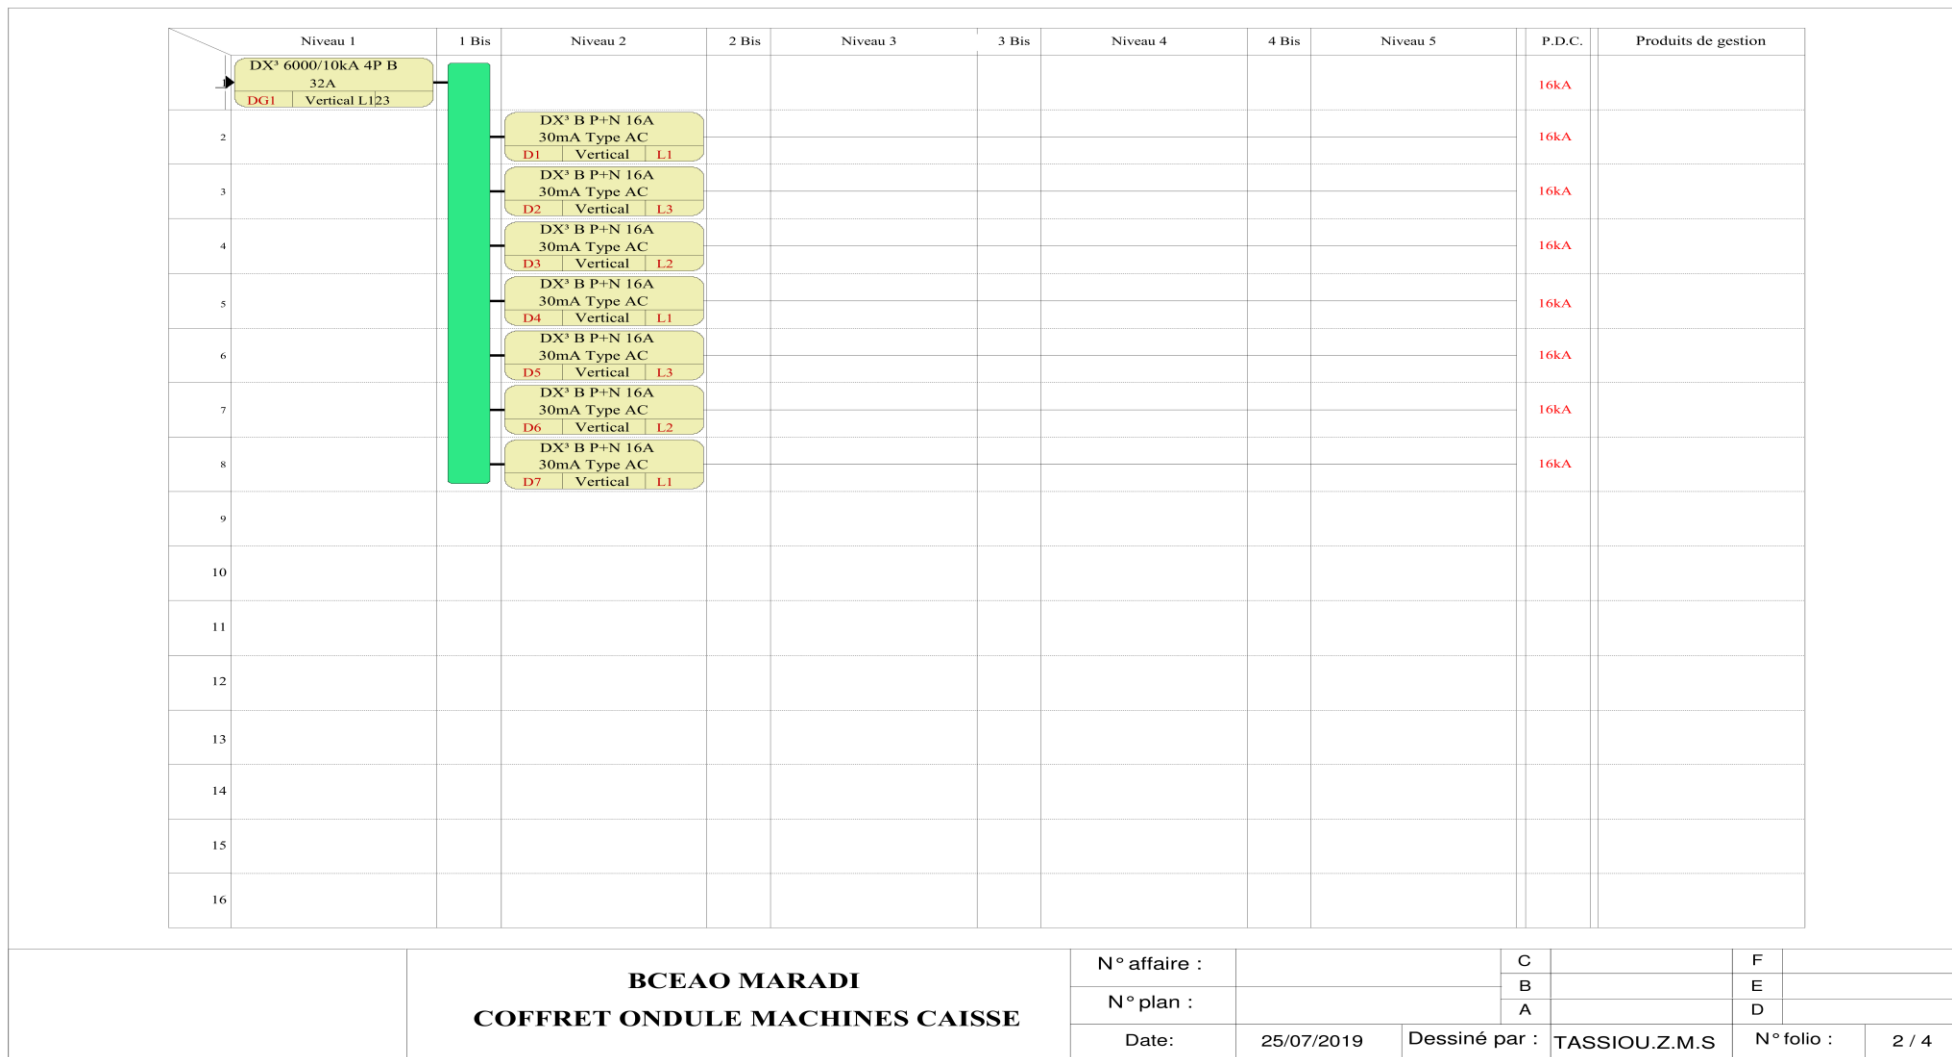 Niveau 1 1 Bis Niveau 2 2 Bis Niveau 3 3 Bis Niveau 4 4 Bis Niveau 5 P.D.C. Produits de gestion
1 DX³ 6000/10kA 4P B 16kA
32A
DG1 Vertical L123
2 DX³ B P+N 16A 16kA
30mA Type AC
D1 Vertical L1
3 DX³ B P+N 16A 16kA
30mA Type AC
D2 Vertical L3
4 DX³ B P+N 16A 16kA
30mA Type AC
D3 Vertical L2
5 DX³ B P+N 16A 16kA
30mA Type AC
D4 Vertical L1
6 DX³ B P+N 16A 16kA
30mA Type AC
D5 Vertical L3
7 DX³ B P+N 16A 16kA
30mA Type AC
D6 Vertical L2
8 DX³ B P+N 16A 16kA
30mA Type AC
D7 Vertical L1
9
10
11
12
13
14
15
16
BCEAO MARADI
COFFRET ONDULE MACHINES CAISSE
N° affaire : C F
B E
N° plan :
A D
Date: 25/07/2019 Dessiné par : TASSIOU.Z.M.S N° folio : 2 / 4